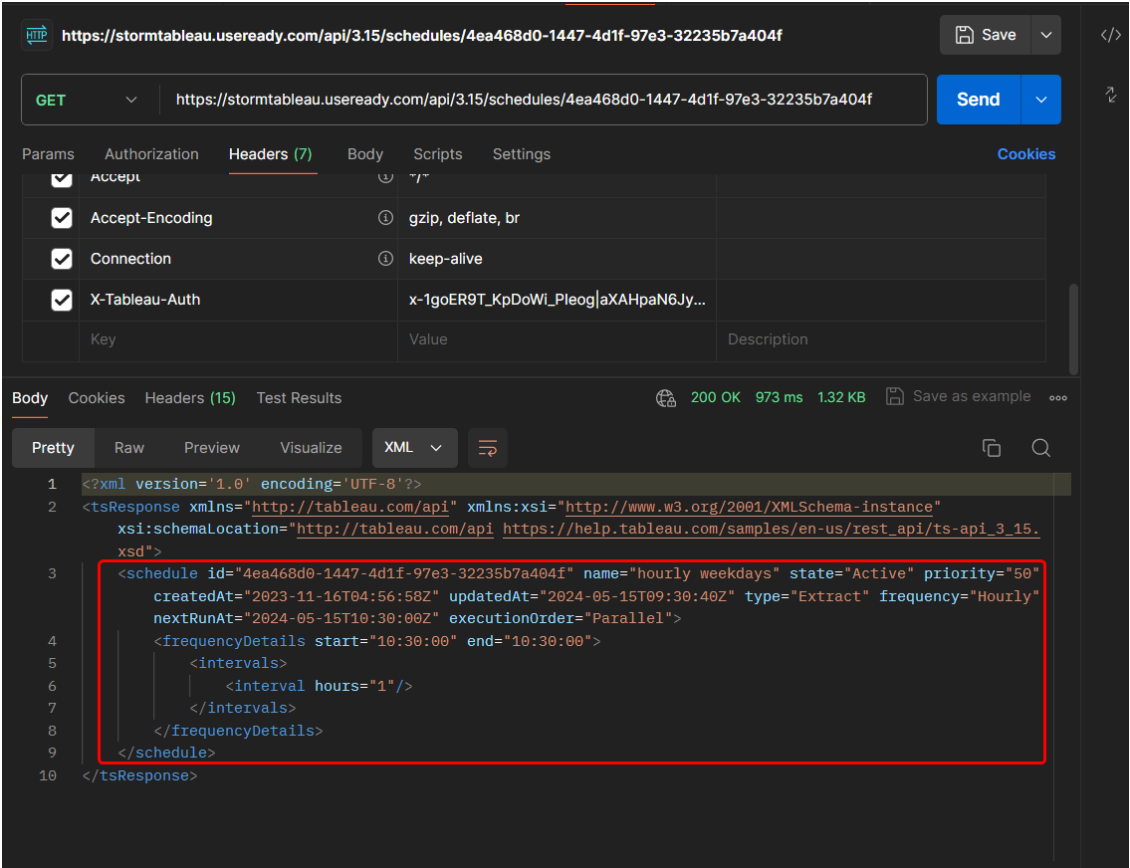 HTTP https://stormtableau.useready.com/api/3.15/schedules/4ea468d0-1447-4d1f-97e3-32235b7a404f Save </>
GET https://stormtableau.useready.com/api/3.15/schedules/4ea468d0-1447-4d1f-97e3-32235b7a404f Send
Params Authorization Headers (7) Body Scripts Settings Cookies
Accept */*
Accept-Encoding gzip, deflate, br
Connection keep-alive
X-Tableau-Auth x-1goER9T_KpDoWi_Pleog|aXAHpaN6Jy...
Key Value Description
Body Cookies Headers (15) Test Results 200 OK 973 ms 1.32 KB Save as example
Pretty Raw Preview Visualize XML
1 <?xml version='1.0' encoding='UTF-8'?>
2 <tsResponse xmlns="http://tableau.com/api" xmlns:xsi="http://www.w3.org/2001/XMLSchema-instance"
xsi:schemaLocation="http://tableau.com/api https://help.tableau.com/samples/en-us/rest_api/ts-api_3_15.
xsd">
3 <schedule id="4ea468d0-1447-4d1f-97e3-32235b7a404f" name="hourly weekdays" state="Active" priority="50"
createdAt="2023-11-16T04:56:58Z" updatedAt="2024-05-15T09:30:40Z" type="Extract" frequency="Hourly"
nextRunAt="2024-05-15T10:30:00Z" executionOrder="Parallel">
4 <frequencyDetails start="10:30:00" end="10:30:00">
5 <intervals>
6 <interval hours="1"/>
7 </intervals>
8 </frequencyDetails>
9 </schedule>
10 </tsResponse>